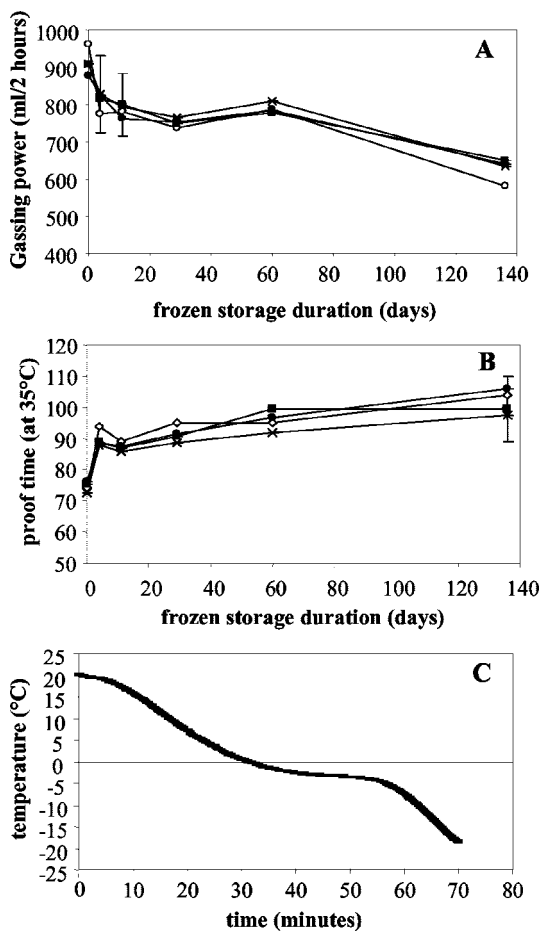 A
Gassing power (ml/2 hours)
1000
900
800
700
600
500
400
0 20 40 60 80 100 120 140
frozen storage duration (days)
B
proof time (at 35°C)
120
110
100
90
80
70
60
50
0 20 40 60 80 100 120 140
frozen storage duration (days)
C
temperature (°C)
25
20
15
10
5
0
-5
-10
-15
-20
-25
0 10 20 30 40 50 60 70 80
time (minutes)